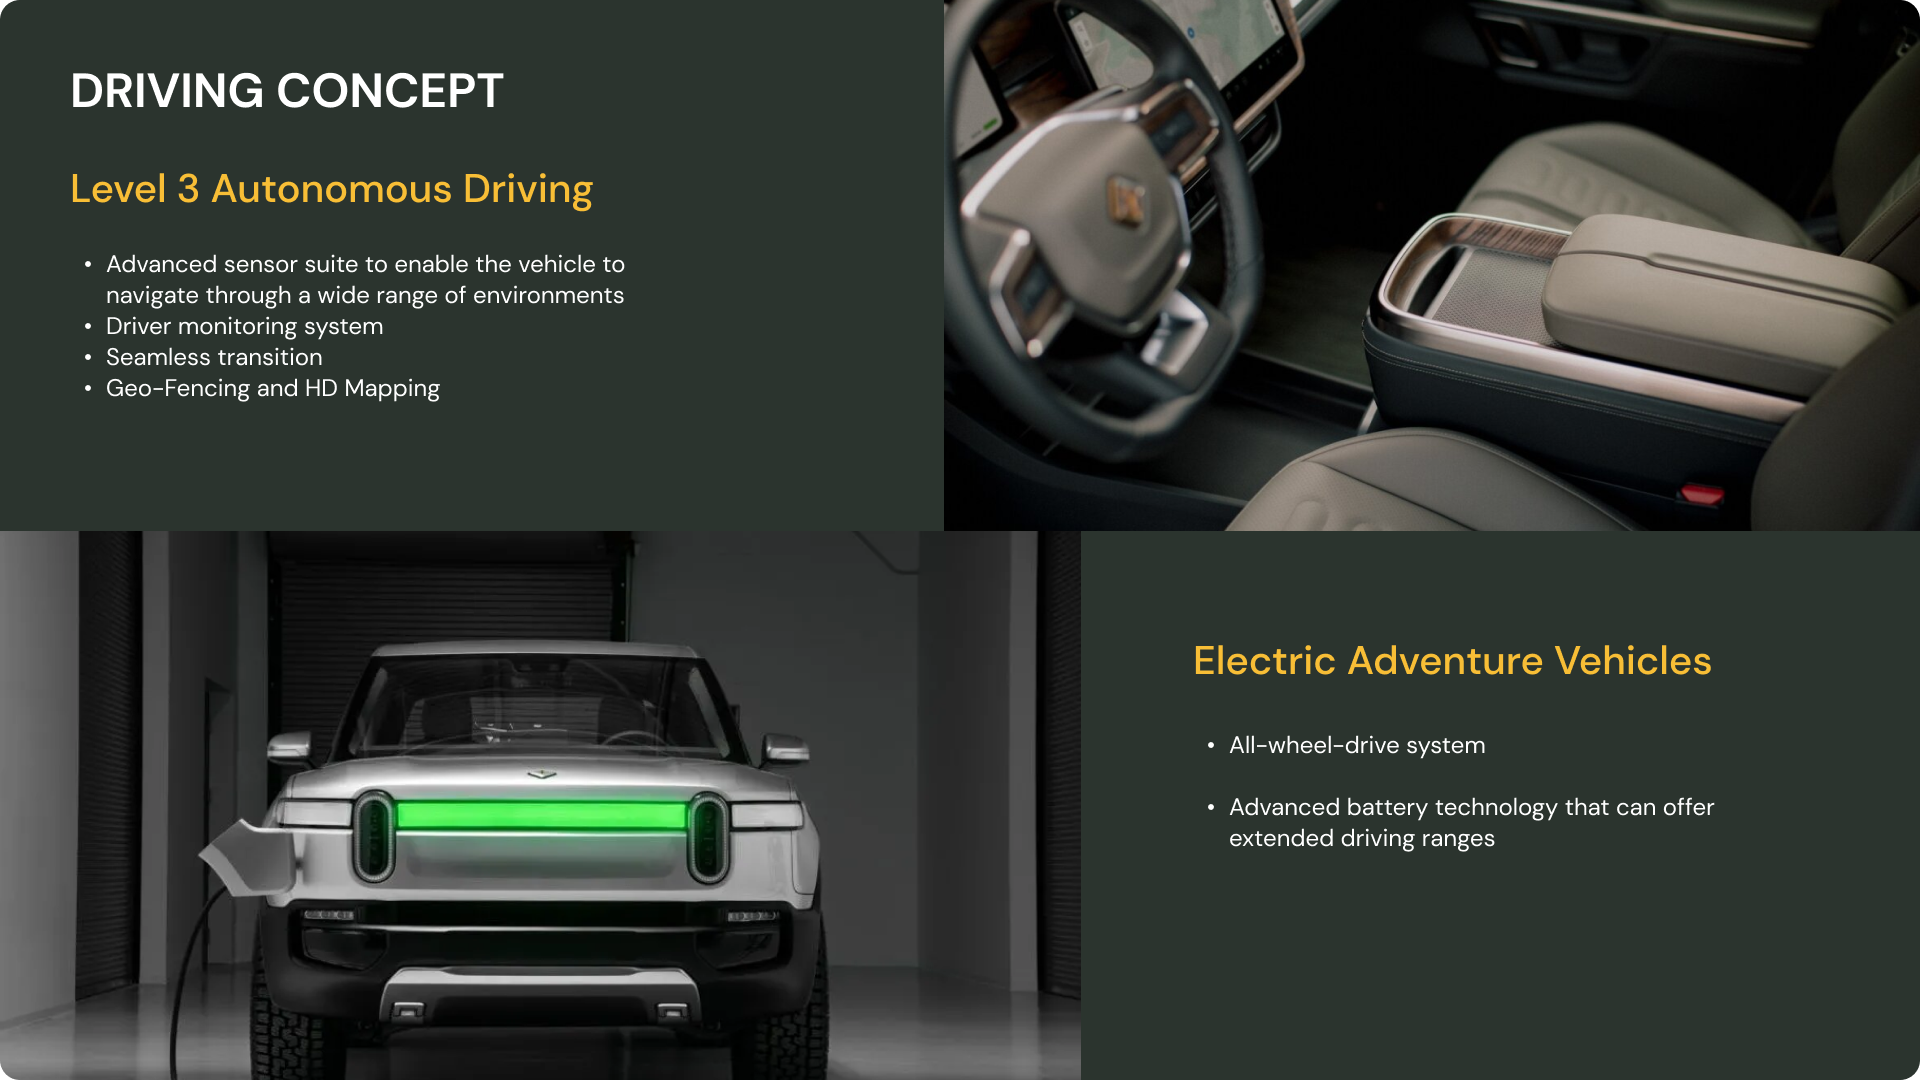 DRIVING CONCEPT
Level 3 Autonomous Driving
• Advanced sensor suite to enable the vehicle to
navigate through a wide range of environments
• Driver monitoring system
• Seamless transition
• Geo-Fencing and HD Mapping
Electric Adventure Vehicles
• All-wheel-drive system
• Advanced battery technology that can offer
extended driving ranges